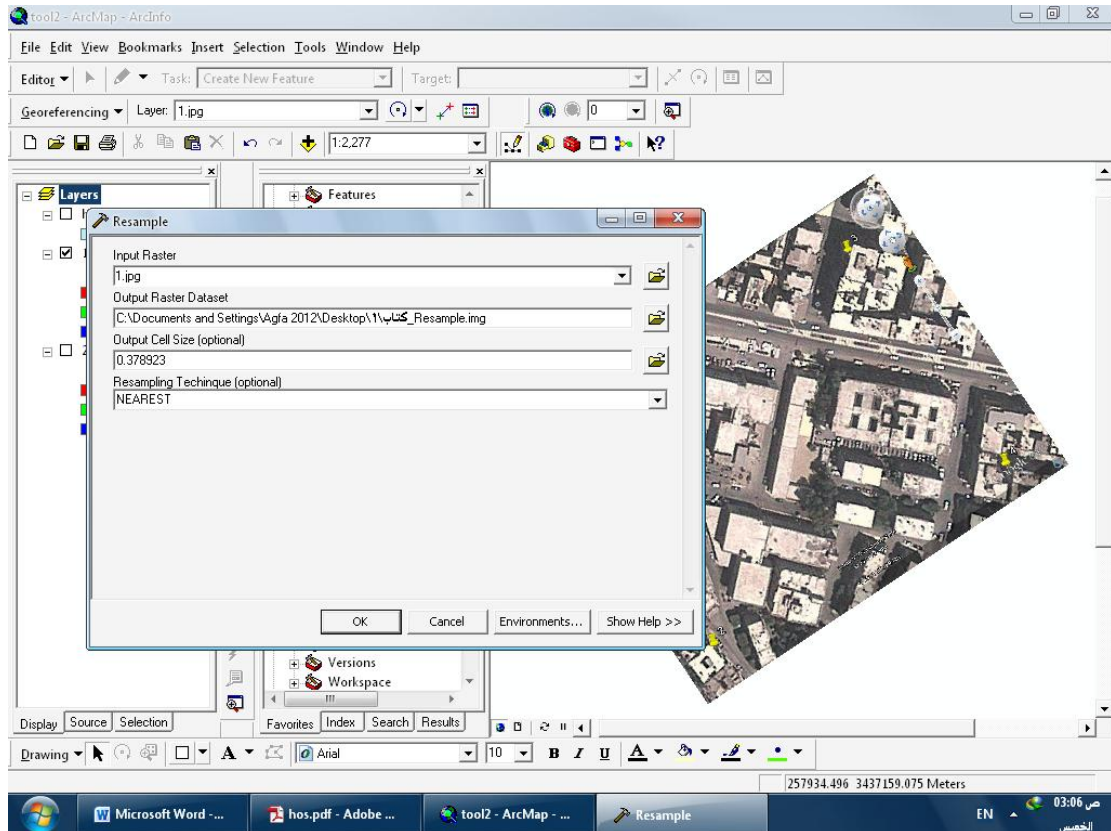 tool2 - ArcMap - ArcInfo
File Edit View Bookmarks Insert Selection Tools Window Help
Editor Task: Create New Feature Target:
Georeferencing Layer: 1.jpg 0
1:2,277
Layers
Features
Resample
Input Raster
1.jpg
Output Raster Dataset
C:\Documents and Settings\Agfa 2012\Desktop\كتاب\1_Resample.img
Output Cell Size (optional)
0.378923
Resampling Techinque (optional)
NEAREST
OK Cancel Environments... Show Help >>
Versions
Workspace
Display Source Selection Favorites Index Search Results
Drawing A Arial 10 B I U A
257934.496 3437159.075 Meters
Microsoft Word -... hos.pdf - Adobe ... tool2 - ArcMap - ... Resample EN 03:06 ص
الخميس